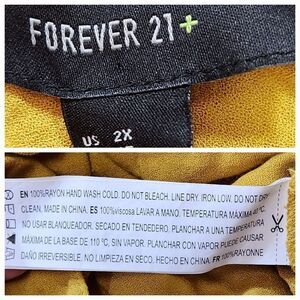 FOREVER 21+
US 2X
EN 100%RAYON HAND WASH COLD. DO NOT BLEACH. LINE DRY. IRON LOW. DO NOT DRY
CLEAN. MADE IN CHINA. ES 100%viscosa LAVAR A MANO. TEMPERATURA MÁXIMA 40 °C.
NO USAR BLANQUEADOR. SECADO EN TENDEDERO. PLANCHAR A UNA TEMPERATURA
MÁXIMA DE LA BASE DE 110 °C, SIN VAPOR. PLANCHAR CON VAPOR PUEDE CAUSAR
DAÑO IRREVERSIBLE. NO LIMPIEZA EN SECO. HECHO EN CHINA. FR 100%RAYONNE